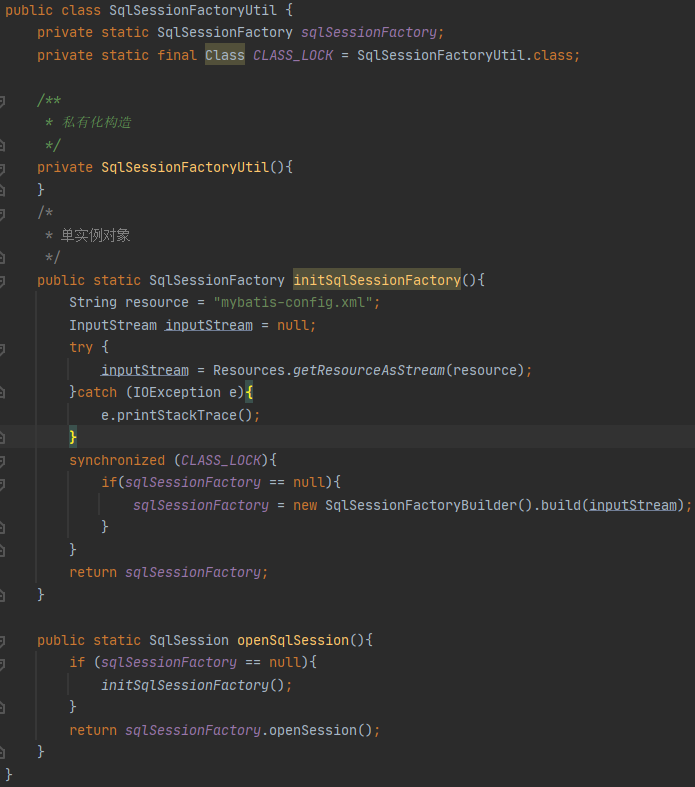 public class SqlSessionFactoryUtil {
    private static SqlSessionFactory sqlSessionFactory;
    private static final Class CLASS_LOCK = SqlSessionFactoryUtil.class;
    /**
     * 私有化构造
     */
    private SqlSessionFactoryUtil(){
    }
    /*
     * 单实例对象
     */
    public static SqlSessionFactory initSqlSessionFactory(){
        String resource = "mybatis-config.xml";
        InputStream inputStream = null;
        try {
            inputStream = Resources.getResourceAsStream(resource);
        }catch (IOException e){
            e.printStackTrace();
        }
        synchronized (CLASS_LOCK){
            if(sqlSessionFactory == null){
                sqlSessionFactory = new SqlSessionFactoryBuilder().build(inputStream);
            }
        }
        return sqlSessionFactory;
    }
    public static SqlSession openSqlSession(){
        if (sqlSessionFactory == null){
            initSqlSessionFactory();
        }
        return sqlSessionFactory.openSession();
    }
}